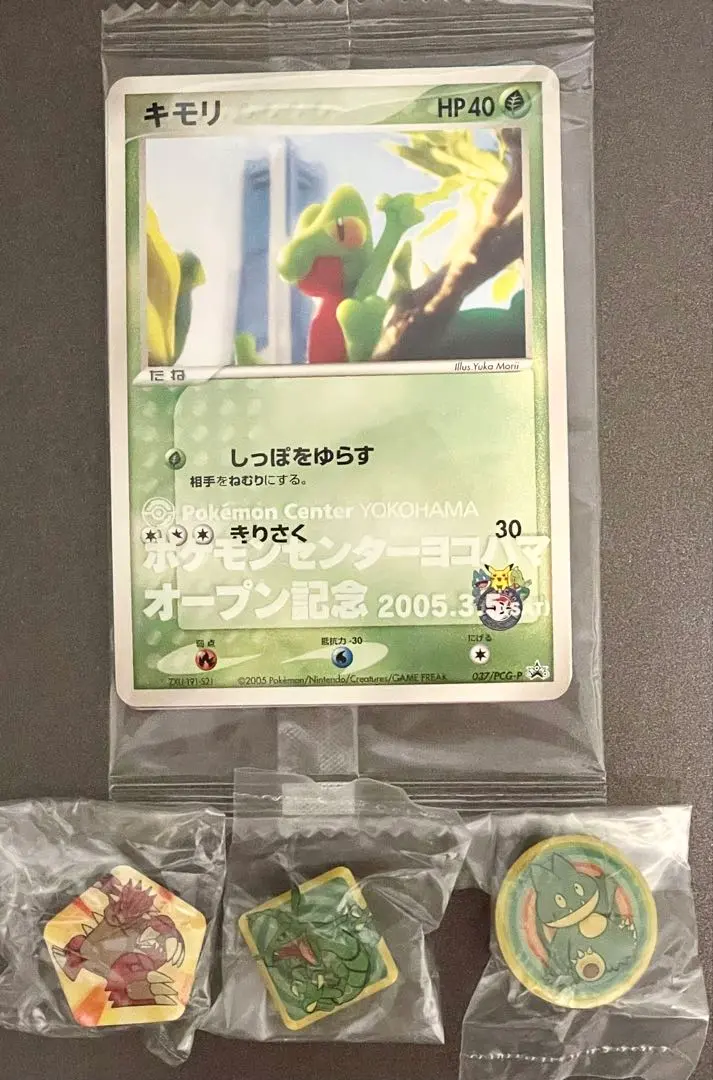 キモリ
HP40
たね
Illus. Yuka Morii
しっぽをゆらす
相手をねむりにする。
Pokémon Center YOKOHAMA
きりさく 30
ポケモンセンターヨコハマ
オープン記念 2005.3.5
弱点
抵抗力 -30
にげる
ZXU-191-S21
©2005 Pokémon/Nintendo/Creatures/GAME FREAK
037/PCG-P